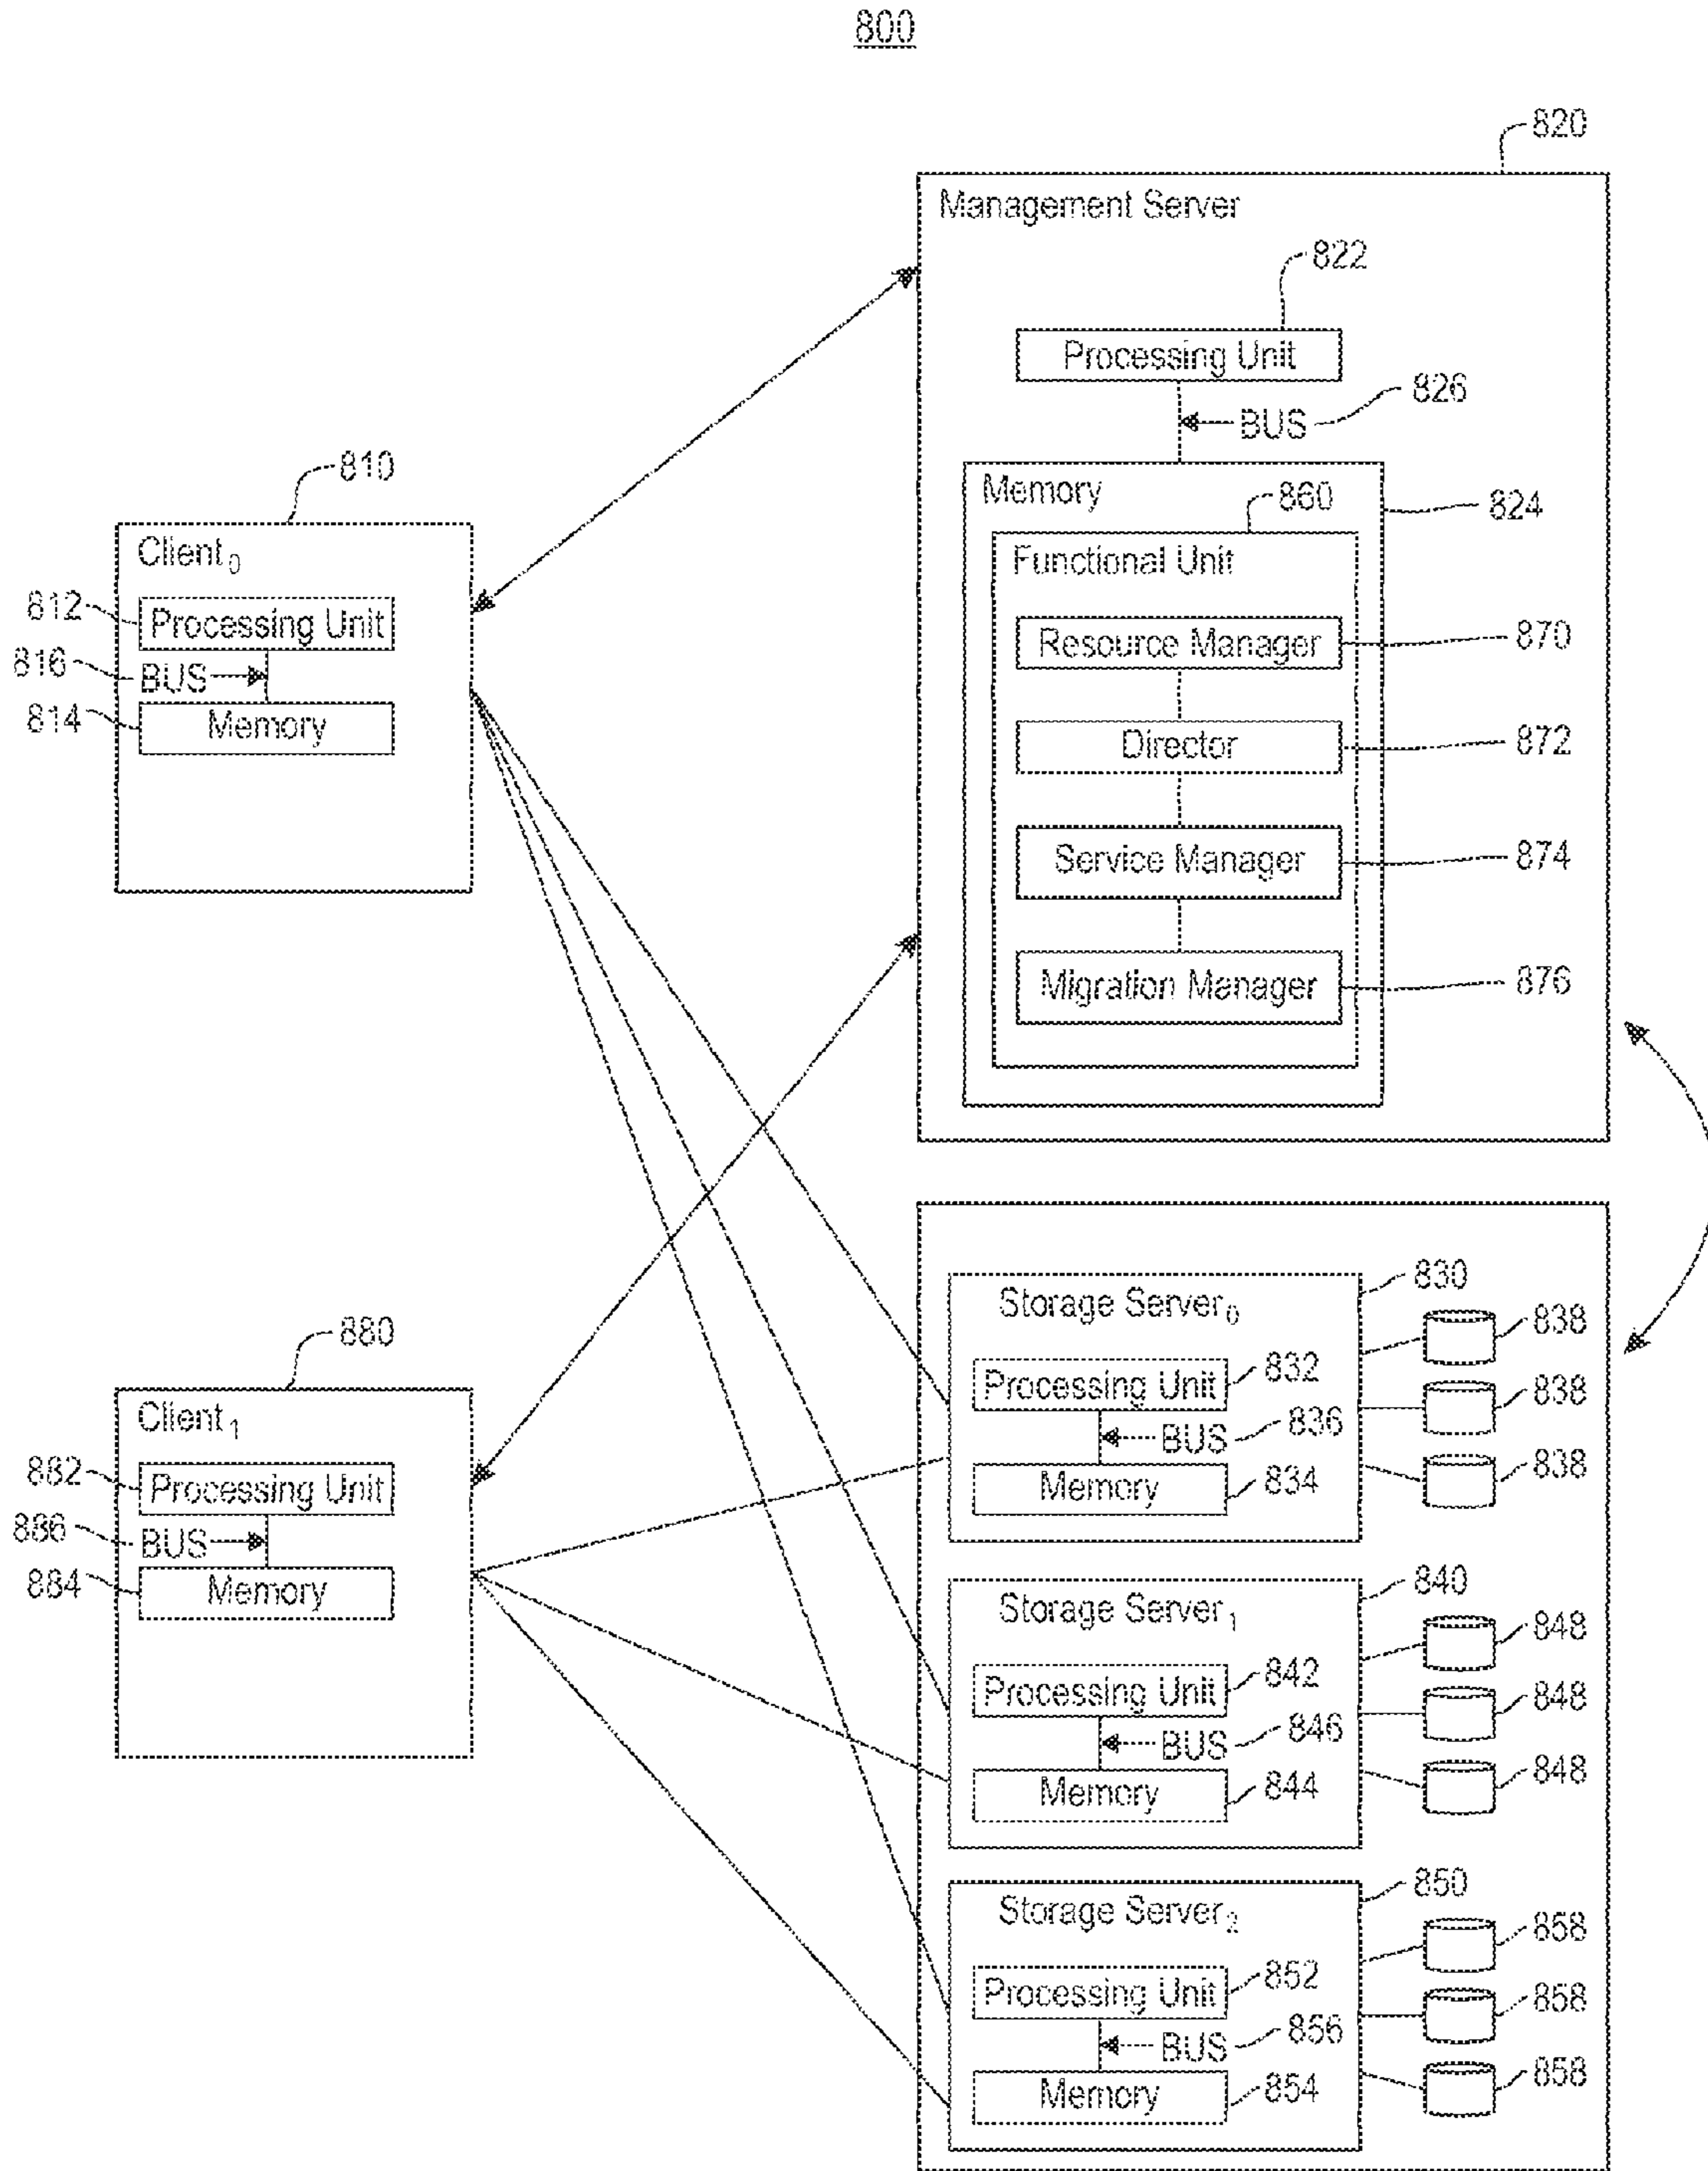 800
820
Management Server
822
Processing Unit
826
BUS
810
Memory
860
824
Client0
Functional Unit
812
Processing Unit
Resource Manager
870
816
BUS
814
Memory
Director
872
Service Manager
874
Migration Manager
876
830
Storage Server0
838
880
Processing Unit
832
838
Client1
BUS
836
882
Processing Unit
Memory
834
838
886
BUS
884
Memory
840
Storage Server1
848
Processing Unit
842
848
BUS
846
Memory
844
848
850
Storage Server2
858
Processing Unit
852
858
BUS
856
Memory
854
858